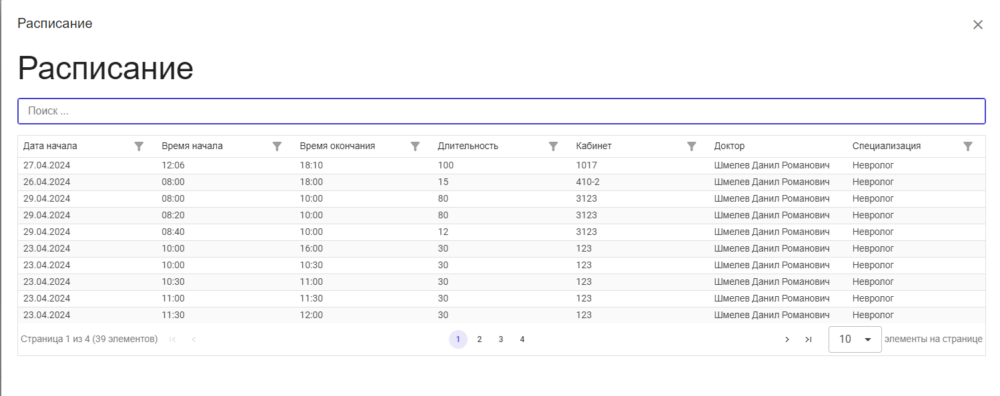 Расписание
Расписание
Поиск ...
Дата начала Время начала Время окончания Длительность Кабинет Доктор Специализация
27.04.2024 12:06 18:10 100 1017 Шмелев Данил Романович Невролог
26.04.2024 08:00 18:00 15 410-2 Шмелев Данил Романович Невролог
29.04.2024 08:00 10:00 80 3123 Шмелев Данил Романович Невролог
29.04.2024 08:20 10:00 80 3123 Шмелев Данил Романович Невролог
29.04.2024 08:40 10:00 12 3123 Шмелев Данил Романович Невролог
23.04.2024 10:00 16:00 30 123 Шмелев Данил Романович Невролог
23.04.2024 10:00 10:30 30 123 Шмелев Данил Романович Невролог
23.04.2024 10:30 11:00 30 123 Шмелев Данил Романович Невролог
23.04.2024 11:00 11:30 30 123 Шмелев Данил Романович Невролог
23.04.2024 11:30 12:00 30 123 Шмелев Данил Романович Невролог
Страница 1 из 4 (39 элементов) 1 2 3 4 10 элементы на странице